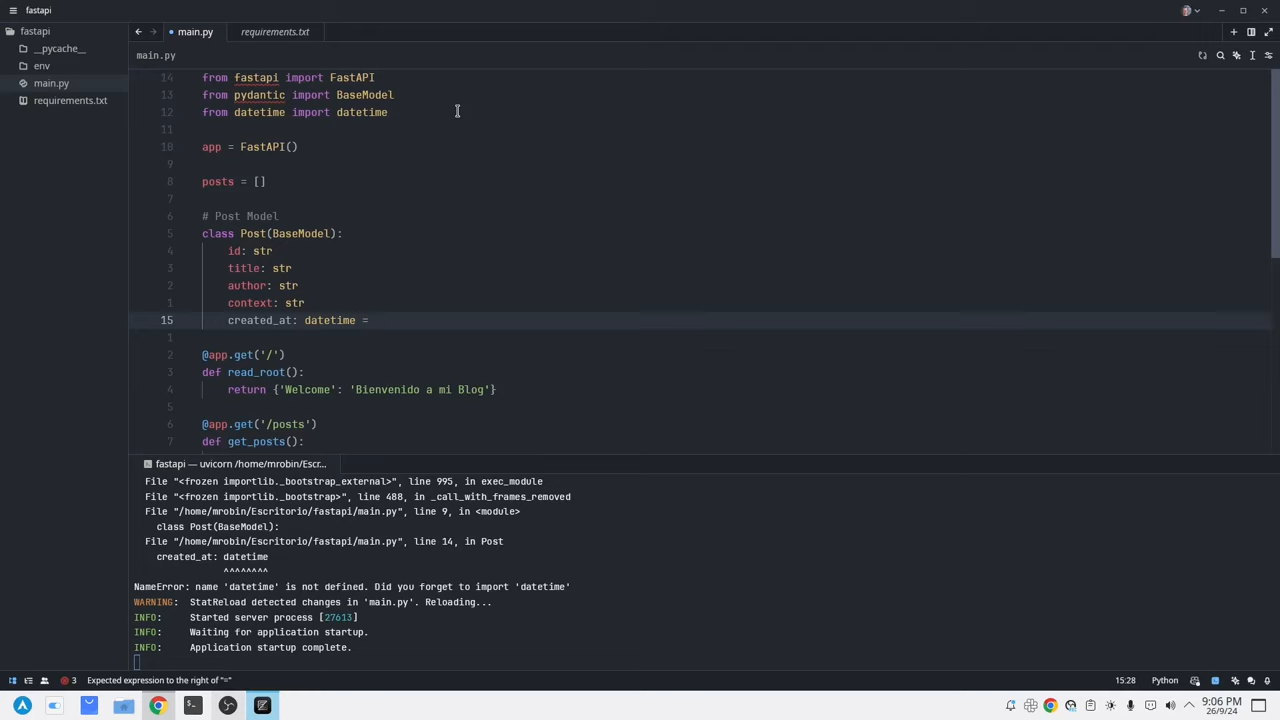 fastapi
fastapi
__pycache__
env
main.py
requirements.txt
main.py
requirements.txt
main.py
14 from fastapi import FastAPI
13 from pydantic import BaseModel
12 from datetime import datetime
11
10 app = FastAPI()
9
8 posts = []
7
6 # Post Model
5 class Post(BaseModel):
4 id: str
3 title: str
2 author: str
1 context: str
15 created_at: datetime =
1
2 @app.get('/')
3 def read_root():
4 return {'Welcome': 'Bienvenido a mi Blog'}
5
6 @app.get('/posts')
7 def get_posts():
fastapi — uvicorn /home/mrobin/Escr...
File "<frozen importlib._bootstrap_external>", line 995, in exec_module
File "<frozen importlib._bootstrap>", line 488, in _call_with_frames_removed
File "/home/mrobin/Escritorio/fastapi/main.py", line 9, in <module>
class Post(BaseModel):
File "/home/mrobin/Escritorio/fastapi/main.py", line 14, in Post
created_at: datetime
^^^^^^^^
NameError: name 'datetime' is not defined. Did you forget to import 'datetime'
WARNING: StatReload detected changes in 'main.py'. Reloading...
INFO: Started server process [27613]
INFO: Waiting for application startup.
INFO: Application startup complete.
3 Expected expression to the right of "="
15:28 Python
9:06 PM
26/9/24